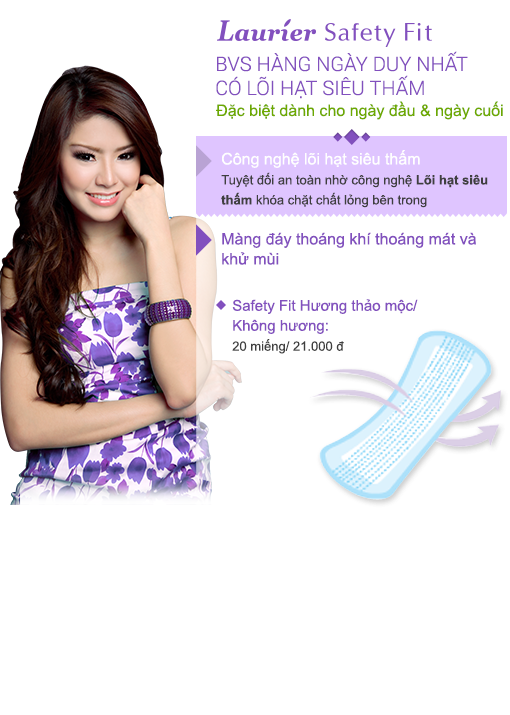 Laurier Safety Fit
BVS HÀNG NGÀY DUY NHẤT
CÓ LÕI HẠT SIÊU THẤM
Đặc biệt dành cho ngày đầu & ngày cuối
Công nghệ lõi hạt siêu thấm
Tuyệt đối an toàn nhờ công nghệ Lõi hạt siêu
thấm khóa chặt chất lỏng bên trong
Màng đáy thoáng khí thoáng mát và
khử mùi
Safety Fit Hương thảo mộc/
Không hương:
20 miếng/ 21.000 đ